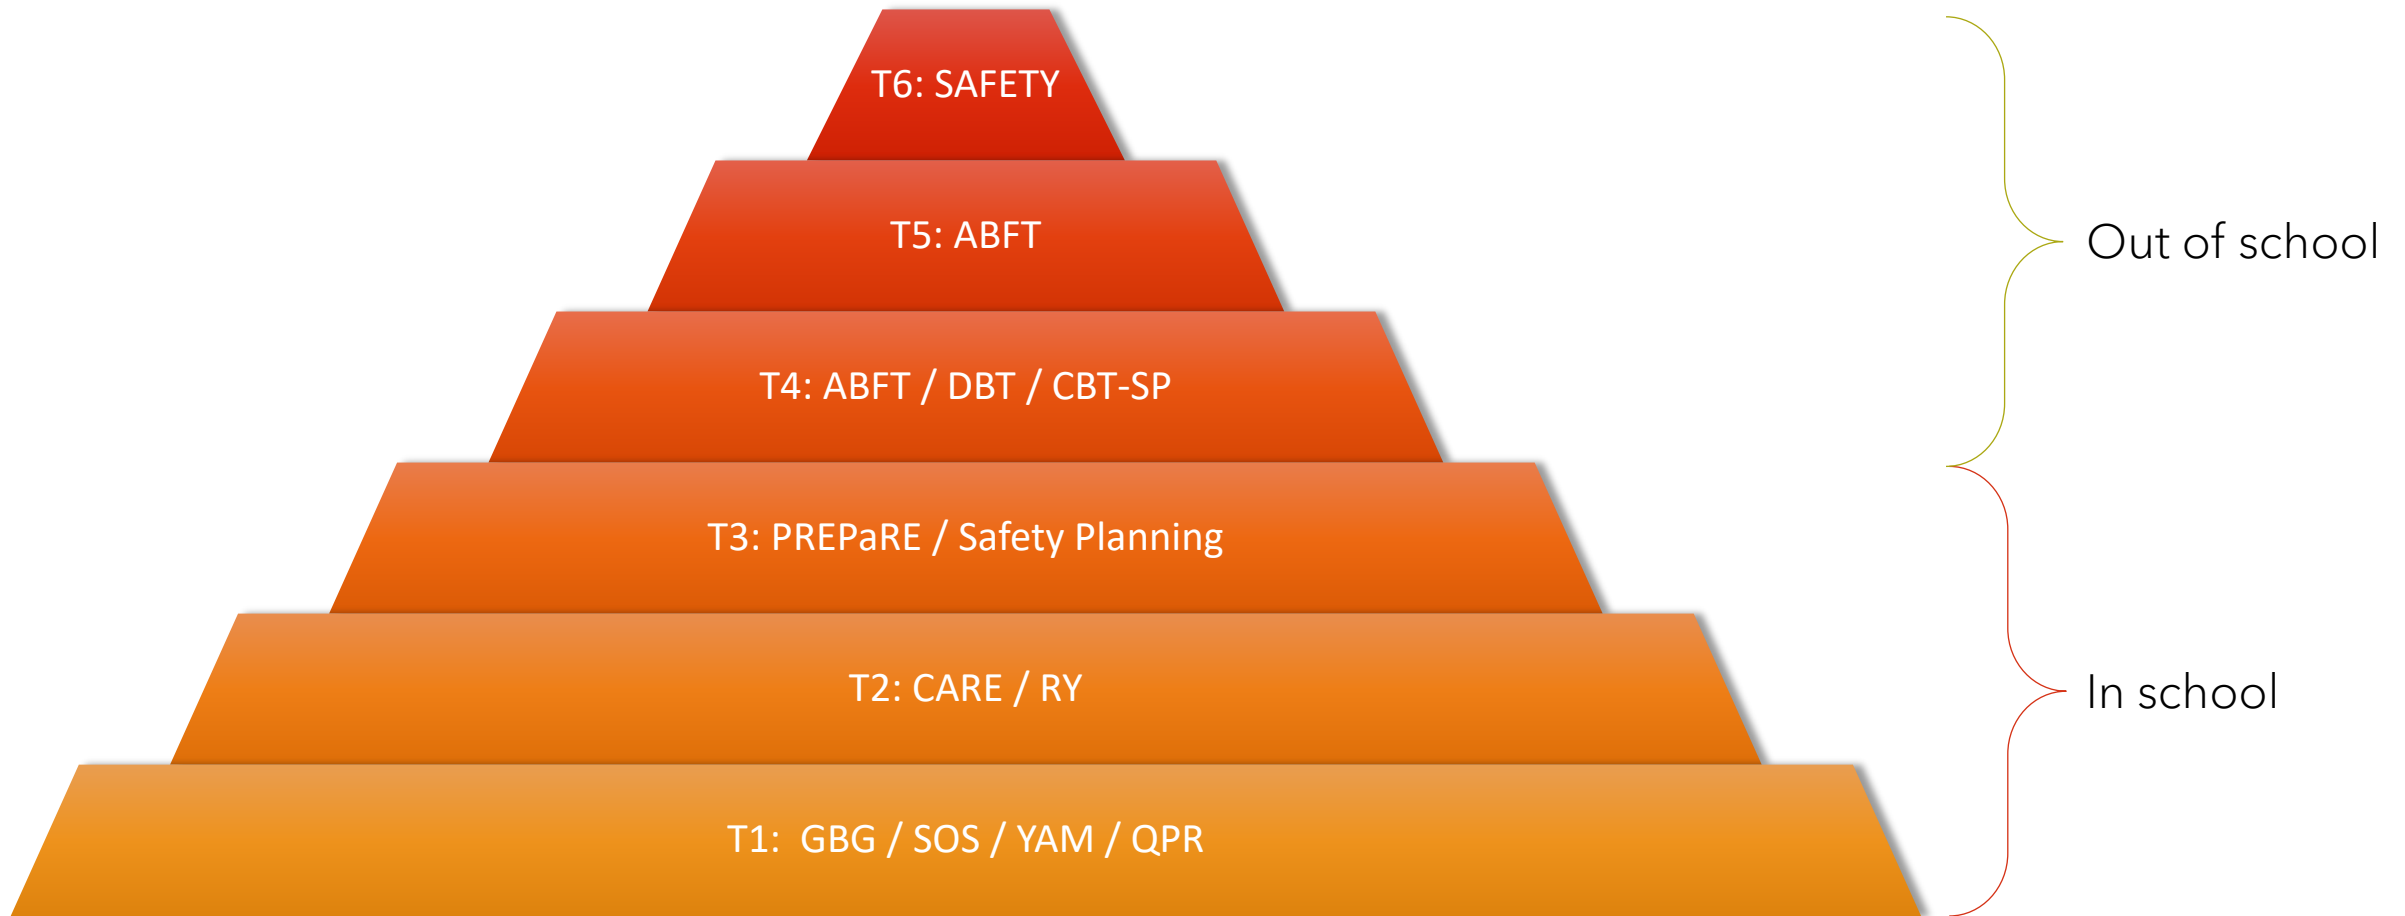 T6: SAFETY
T5: ABFT
Out of school
T4: ABFT / DBT / CBT-SP
T3: PREPaRE / Safety Planning
T2: CARE / RY
In school
T1:  GBG / SOS / YAM / QPR